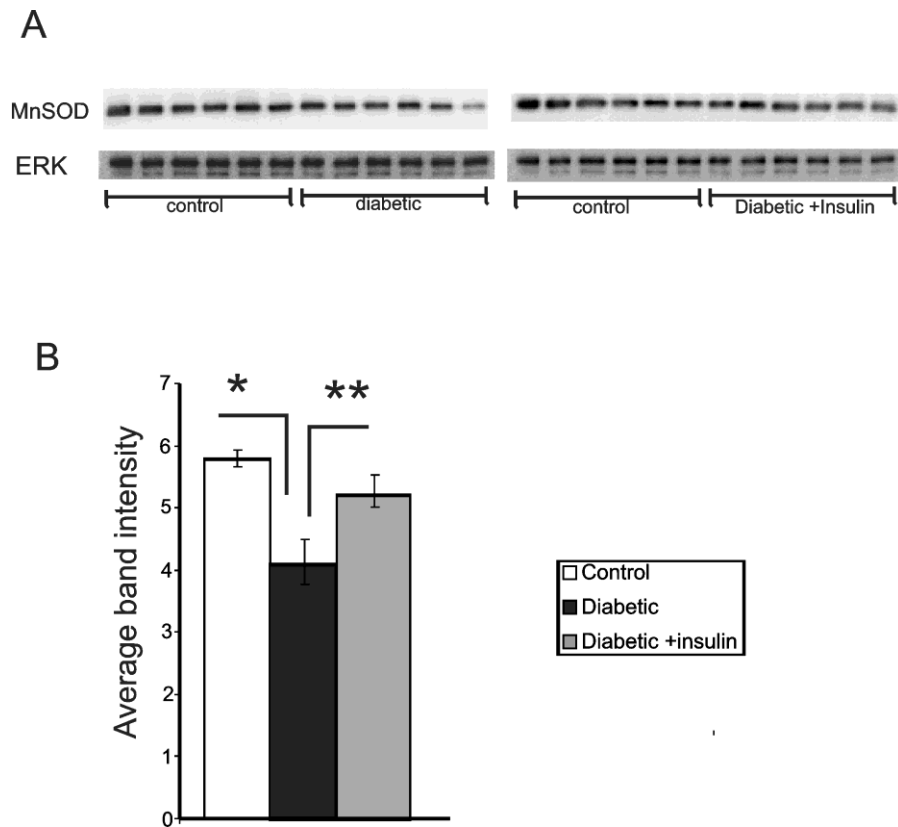 A
MnSOD
ERK
control
diabetic
control
Diabetic +Insulin
B
Average band intensity
7
6
5
4
3
2
1
0
*
**
Control
Diabetic
Diabetic +insulin